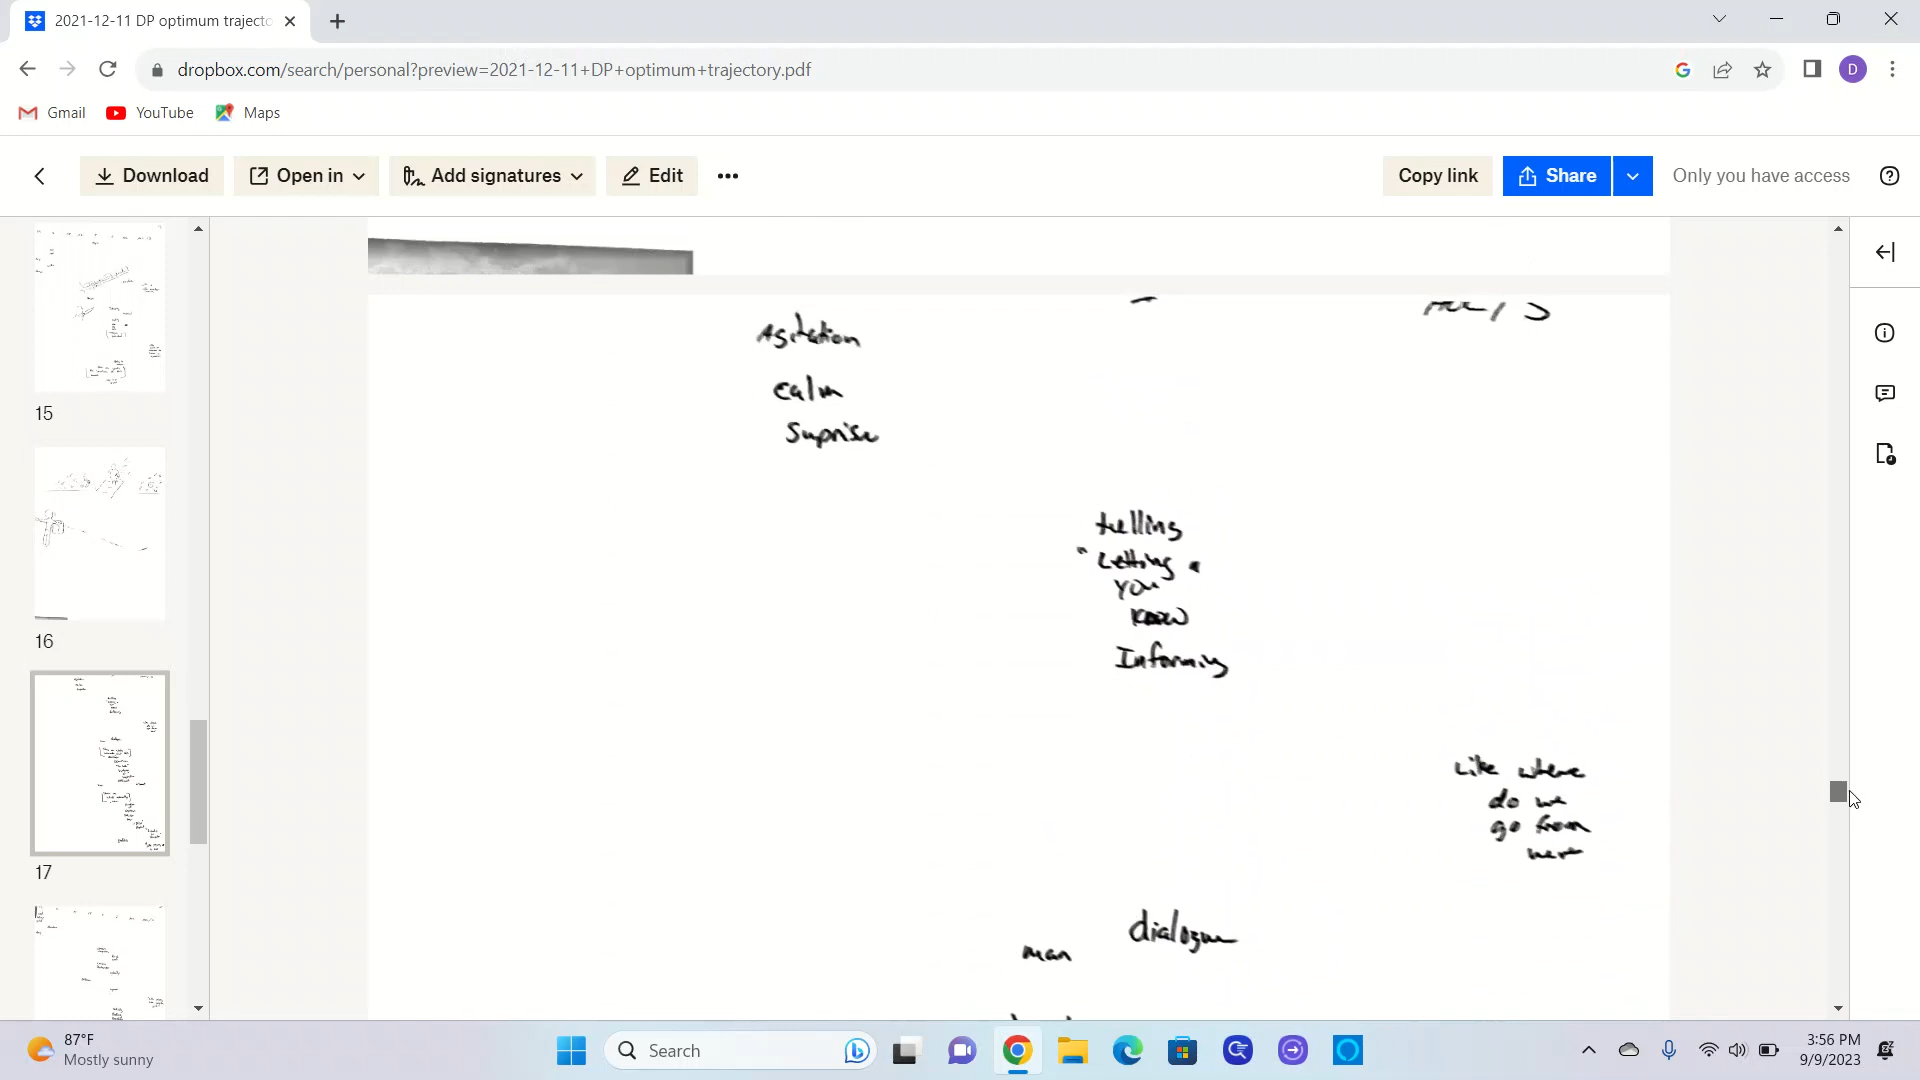 2021-12-11 DP optimum trajecto
dropbox.com/search/personal?preview=2021-12-11+DP+optimum+trajectory.pdf
D
Gmail
YouTube
Maps
Download
Open in
Add signatures
Edit
Copy link
Share
Only you have access
15
16
17
Agitation
calm
Suprise
telling
"Letting "
You
Know
Informing
Like where
do we
go from
here
dialogue
man
87°F
Mostly sunny
Search
3:56 PM
9/9/2023